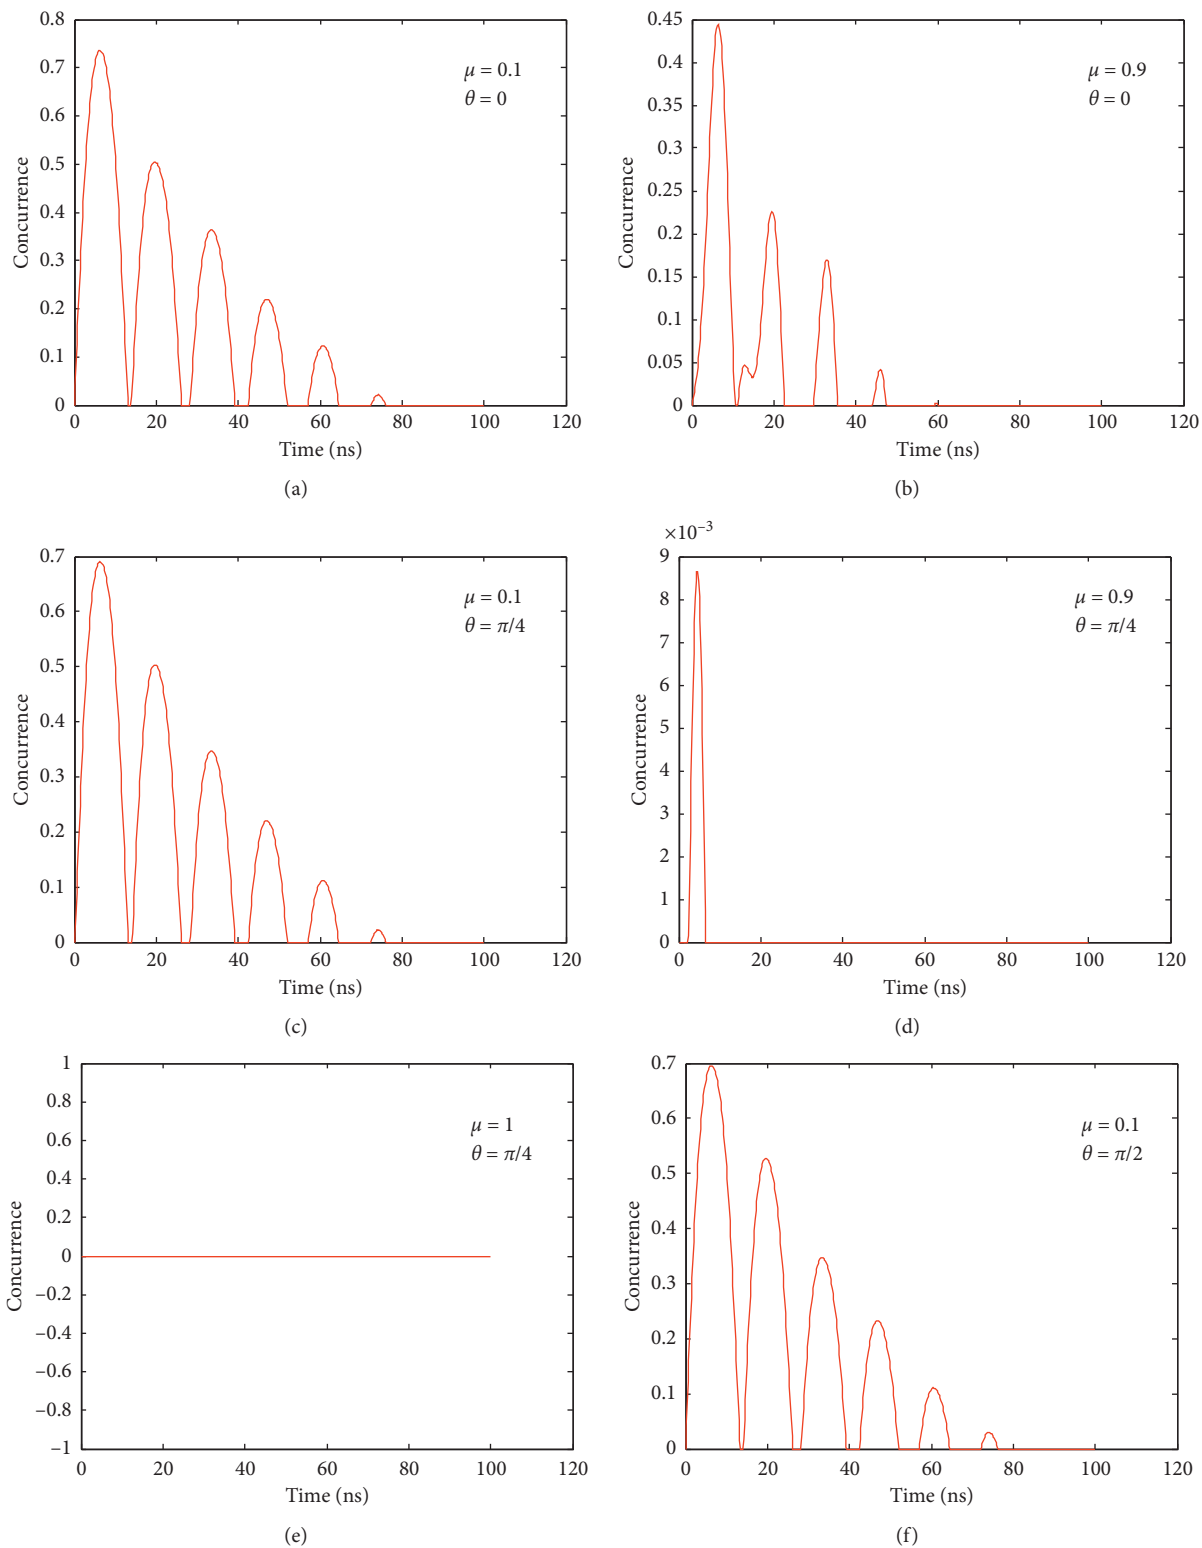 0.8
0.7
0.6
0.5
0.4
0.3
0.2
0.1
0
Concurrence
μ = 0.1
θ = 0
0 20 40 60 80 100 120
Time (ns)
(a)
0.45
0.4
0.35
0.3
0.25
0.2
0.15
0.1
0.05
0
Concurrence
μ = 0.9
θ = 0
0 20 40 60 80 100 120
Time (ns)
(b)
0.7
0.6
0.5
0.4
0.3
0.2
0.1
0
Concurrence
μ = 0.1
θ = π/4
0 20 40 60 80 100 120
Time (ns)
(c)
×10⁻³
9
8
7
6
5
4
3
2
1
0
Concurrence
μ = 0.9
θ = π/4
0 20 40 60 80 100 120
Time (ns)
(d)
1
0.8
0.6
0.4
0.2
0
−0.2
−0.4
−0.6
−0.8
−1
Concurrence
μ = 1
θ = π/4
0 20 40 60 80 100 120
Time (ns)
(e)
0.7
0.6
0.5
0.4
0.3
0.2
0.1
0
Concurrence
μ = 0.1
θ = π/2
0 20 40 60 80 100 120
Time (ns)
(f)